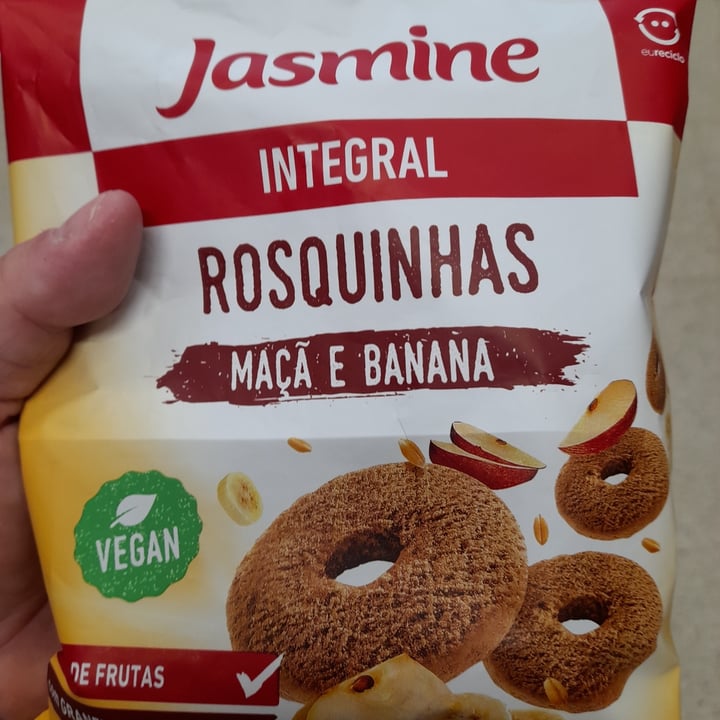 Jasmine
eureciclo
INTEGRAL
ROSQUINHAS
MAÇÃ E BANANA
VEGAN
DE FRUTAS